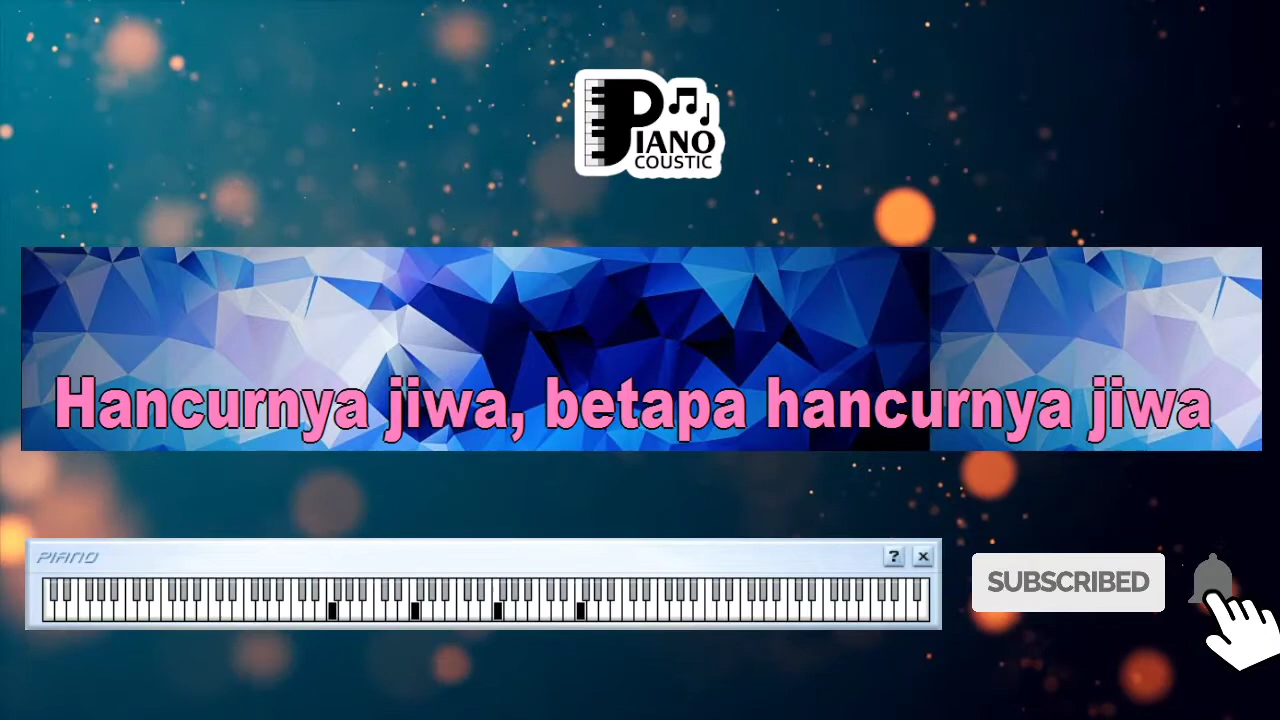 PIANO
COUSTIC
Hancurnya jiwa, betapa hancurnya jiwa
PIANO
?
SUBSCRIBED